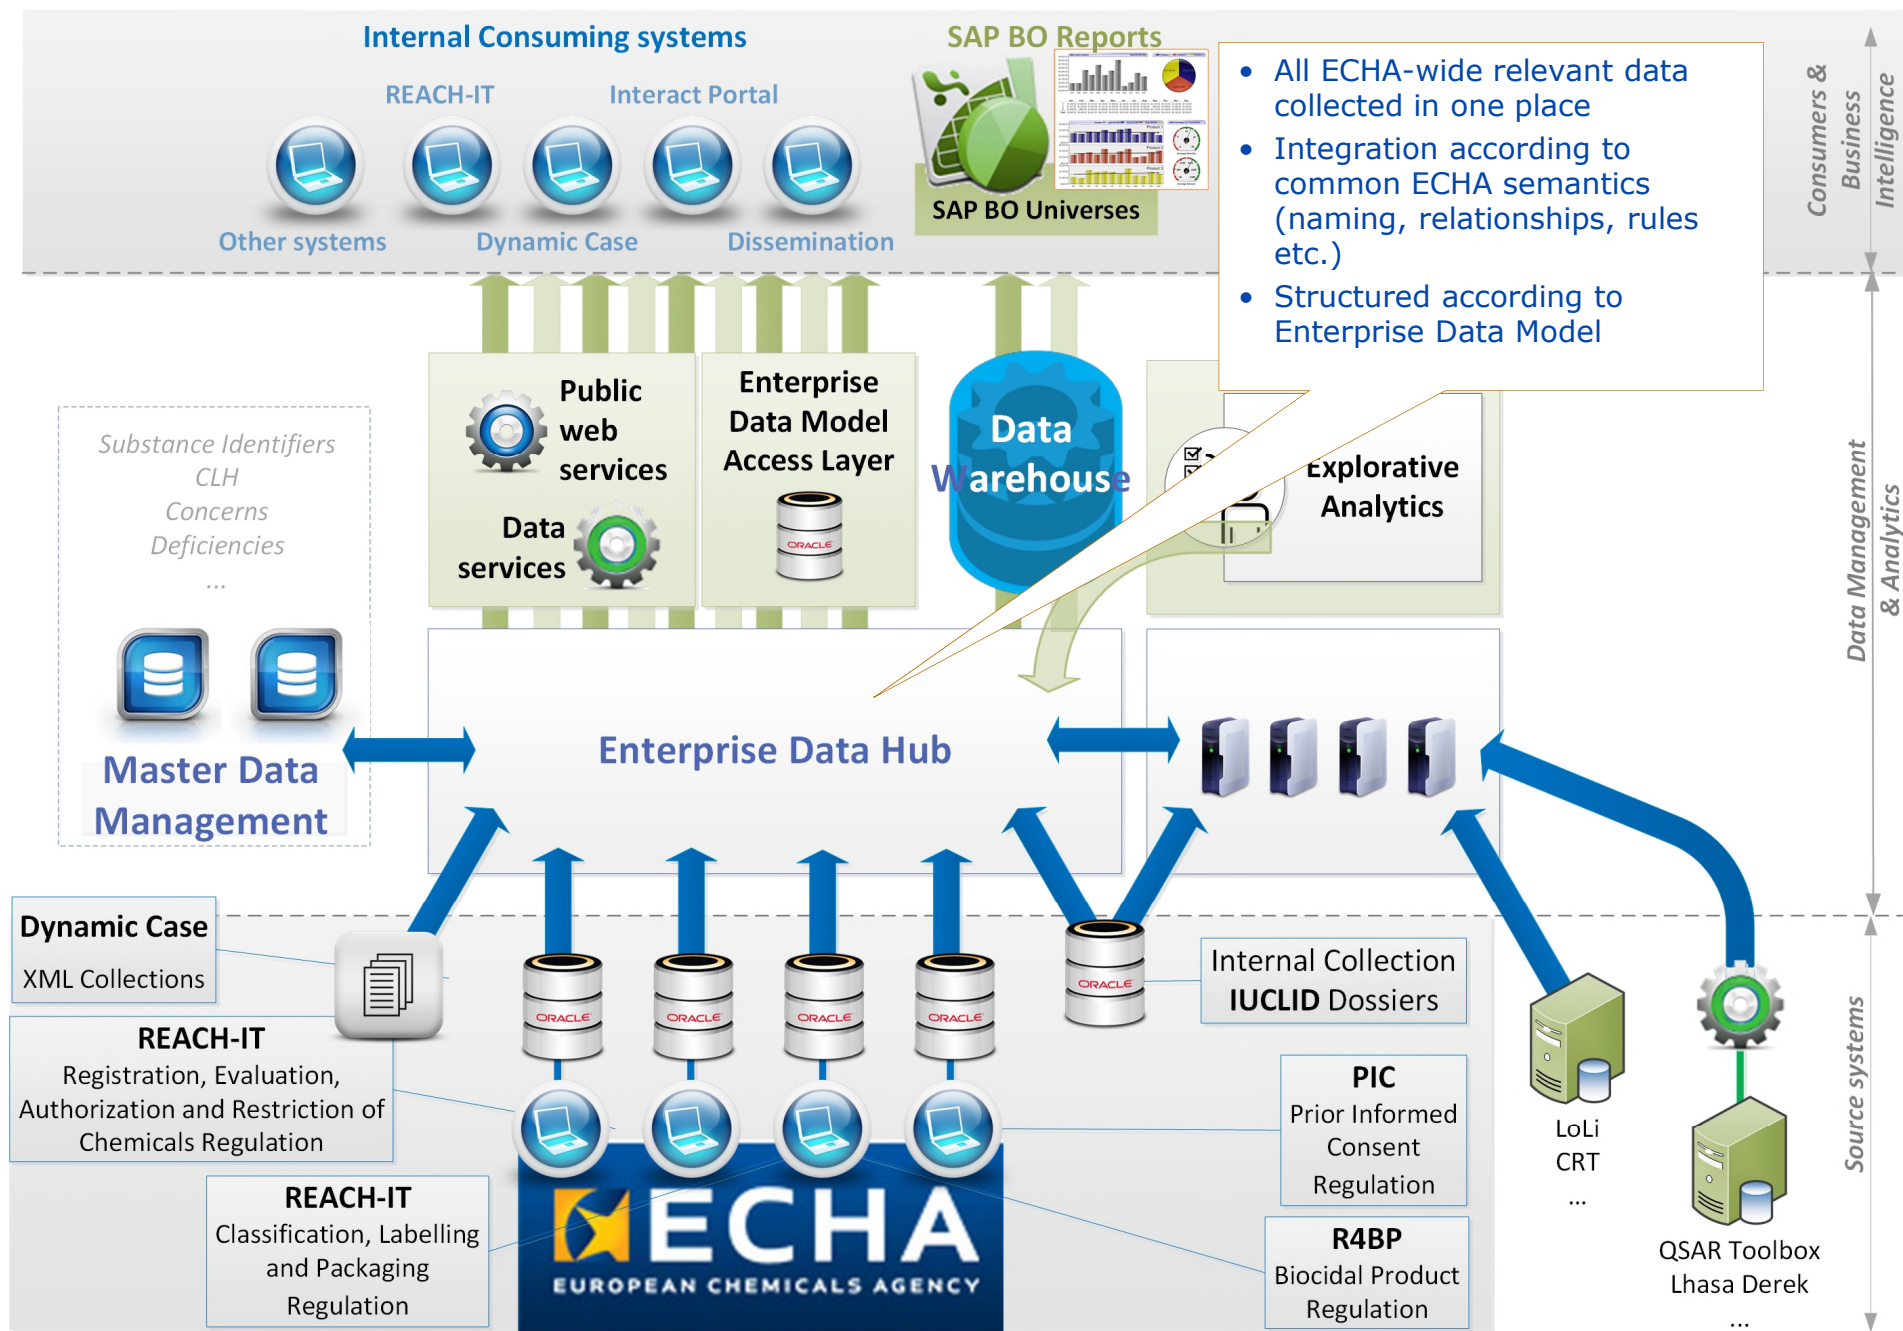 Internal Consuming systems
SAP BO Reports
REACH-IT
Interact Portal
Other systems
Dynamic Case
Dissemination
SAP BO Universes
• All ECHA-wide relevant data
collected in one place
• Integration according to
common ECHA semantics
(naming, relationships, rules
etc.)
• Structured according to
Enterprise Data Model
Consumers &
Business
Intelligence
Substance Identifiers
CLH
Concerns
Deficiencies
...
Master Data
Management
Public
web
services
Data
services
Enterprise
Data Model
Access Layer
ORACLE
Data
Warehouse
Explorative
Analytics
Data Management
& Analytics
Enterprise Data Hub
Dynamic Case
XML Collections
REACH-IT
Registration, Evaluation,
Authorization and Restriction of
Chemicals Regulation
REACH-IT
Classification, Labelling
and Packaging
Regulation
ORACLE
ORACLE
ORACLE
ORACLE
ORACLE
ECHA
EUROPEAN CHEMICALS AGENCY
Internal Collection
IUCLID Dossiers
PIC
Prior Informed
Consent
Regulation
R4BP
Biocidal Product
Regulation
LoLi
CRT
...
QSAR Toolbox
Lhasa Derek
...
Source systems